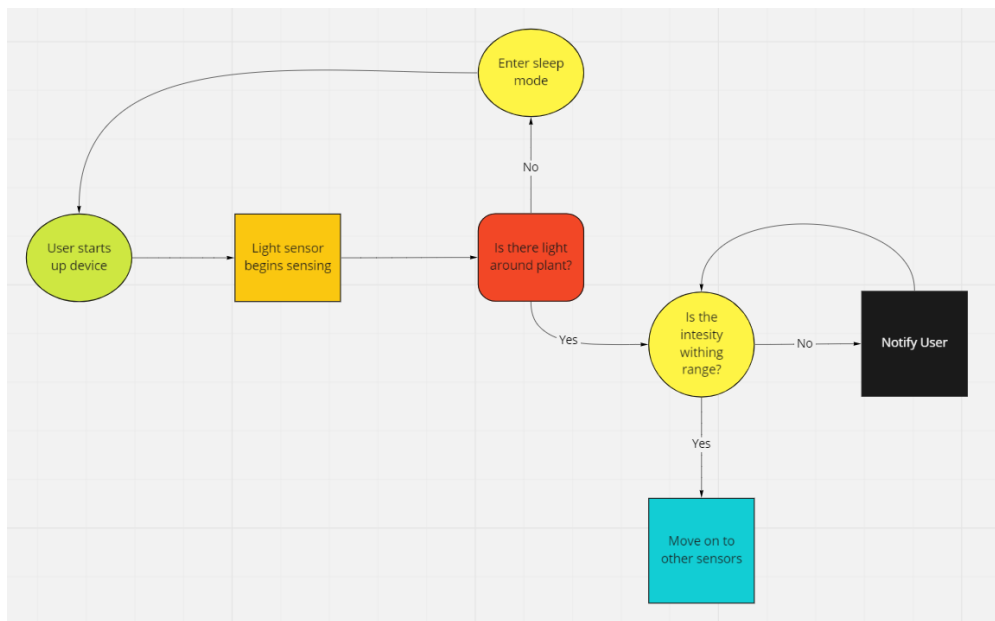 Enter sleep
mode
No
User starts
up device
Light sensor
begins sensing
Is there light
around plant?
Yes
Is the
intesity
withing
range?
No
Notify User
Yes
Move on to
other sensors